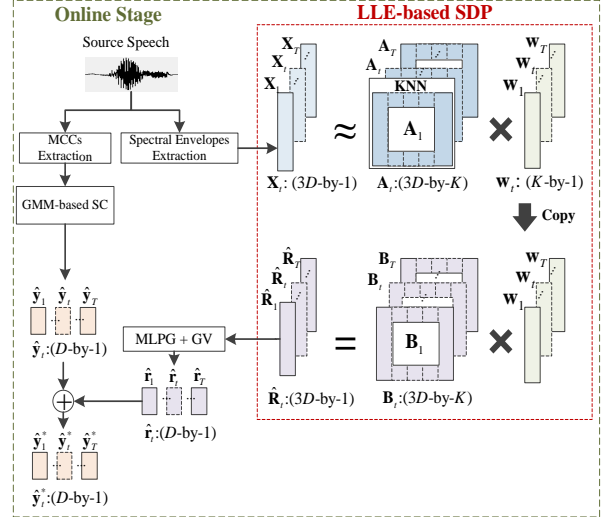 Online Stage
LLE-based SDP
Source Speech
MCCs
Extraction
Spectral Envelopes
Extraction
GMM-based SC
X_1 X_t X_T
≈
A_t A_T
KNN
A_1
×
w_1 w_t w_T
X_t: (3D-by-1)
A_t: (3D-by-K)
w_t: (K-by-1)
Copy
R̂_1 R̂_t R̂_T
=
B_t B_T
B_1
×
w_1 w_t w_T
R̂_t:(3D-by-1)
B_t:(3D-by-K)
MLPG + GV
ŷ_1 ŷ_t ŷ_T
ŷ_t:(D-by-1)
r̂_1 r̂_t r̂_T
r̂_t:(D-by-1)
+
ŷ*_1 ŷ*_t ŷ*_T
ŷ*_t:(D-by-1)